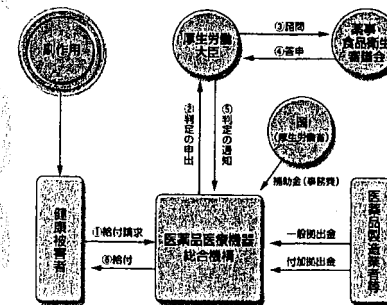 副作用
厚生労働
大臣
③諮問
④答申
薬事
食品衛生
審議会
②判定の申出
⑤判定の通知
国
(厚生労働省)
補助金(事務費)
健康被害者
①給付請求
⑥給付
医薬品医療機器
総合機構
一般拠出金
付加拠出金
医薬品製造業者等